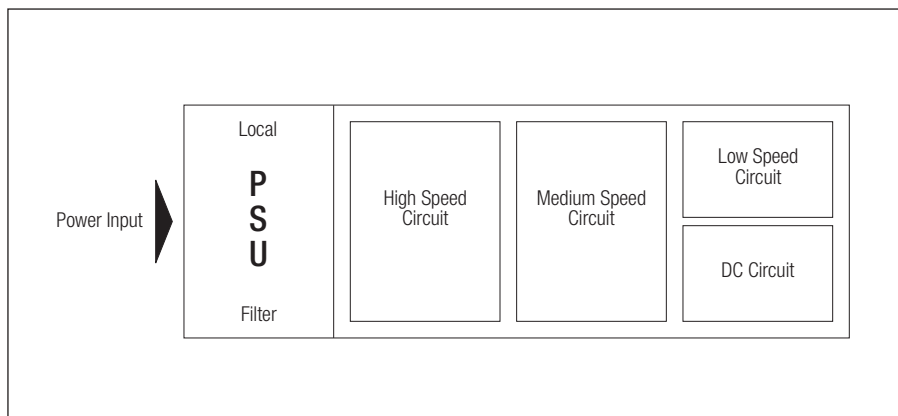 Power Input
Local
P
S
U
Filter
High Speed
Circuit
Medium Speed
Circuit
Low Speed
Circuit
DC Circuit